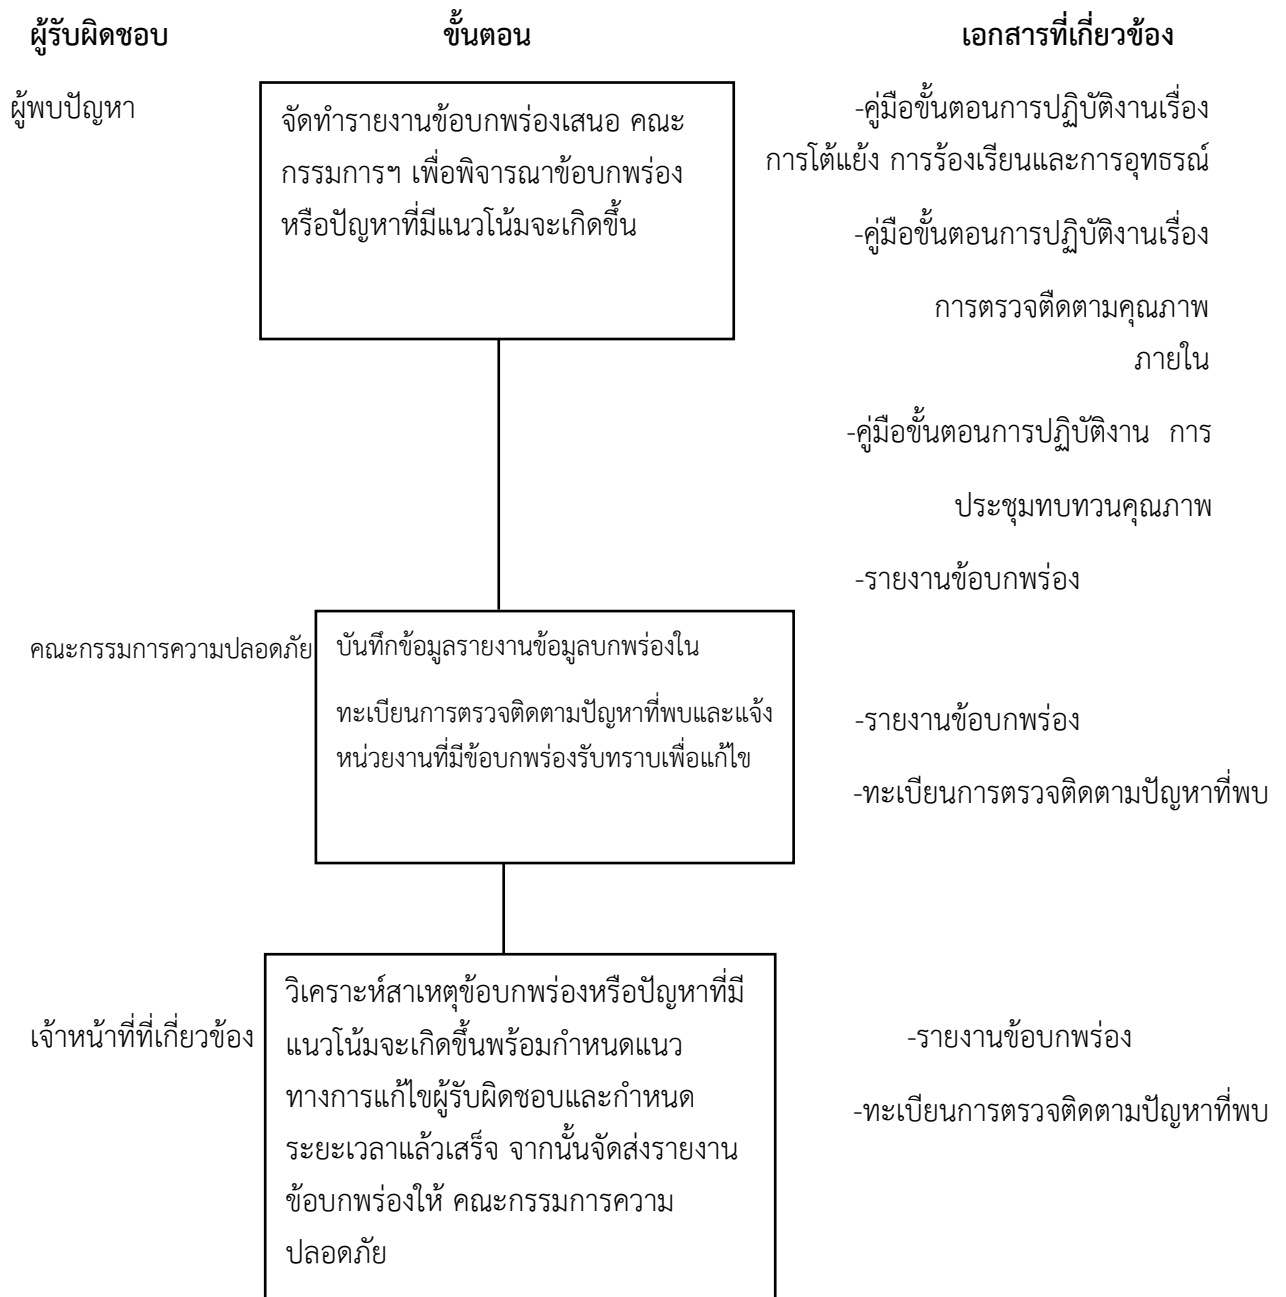 ผู้รับผิดชอบ
ขั้นตอน
เอกสารที่เกี่ยวข้อง
ผู้พบปัญหา
จัดทำรายงานข้อบกพร่องเสนอ คณะ
กรรมการฯ เพื่อพิจารณาข้อบกพร่อง
หรือปัญหาที่มีแนวโน้มจะเกิดขึ้น
-คู่มือขั้นตอนการปฏิบัติงานเรื่อง
การโต้แย้ง การร้องเรียนและการอุทธรณ์
-คู่มือขั้นตอนการปฏิบัติงานเรื่อง
การตรวจตืดตามคุณภาพ
ภายใน
-คู่มือขั้นตอนการปฏิบัติงาน การ
ประชุมทบทวนคุณภาพ
-รายงานข้อบกพร่อง
คณะกรรมการความปลอดภัย
บันทึกข้อมูลรายงานข้อมูลบกพร่องใน
ทะเบียนการตรวจติดตามปัญหาที่พบและแจ้ง
หน่วยงานที่มีข้อบกพร่องรับทราบเพื่อแก้ไข
-รายงานข้อบกพร่อง
-ทะเบียนการตรวจติดตามปัญหาที่พบ
เจ้าหน้าที่ที่เกี่ยวข้อง
วิเคราะห์สาเหตุข้อบกพร่องหรือปัญหาที่มี
แนวโน้มจะเกิดขึ้นพร้อมกำหนดแนว
ทางการแก้ไขผู้รับผิดชอบและกำหนด
ระยะเวลาแล้วเสร็จ จากนั้นจัดส่งรายงาน
ข้อบกพร่องให้ คณะกรรมการความ
ปลอดภัย
-รายงานข้อบกพร่อง
-ทะเบียนการตรวจติดตามปัญหาที่พบ